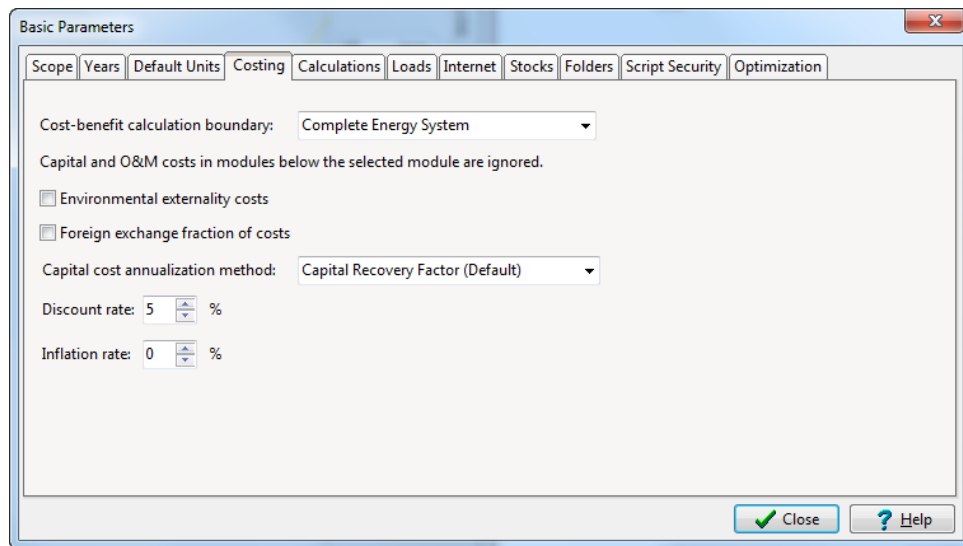 Basic Parameters
Scope Years Default Units Costing Calculations Loads Internet Stocks Folders Script Security Optimization
Cost-benefit calculation boundary: Complete Energy System
Capital and O&M costs in modules below the selected module are ignored.
Environmental externality costs
Foreign exchange fraction of costs
Capital cost annualization method: Capital Recovery Factor (Default)
Discount rate: 5 %
Inflation rate: 0 %
Close ? Help